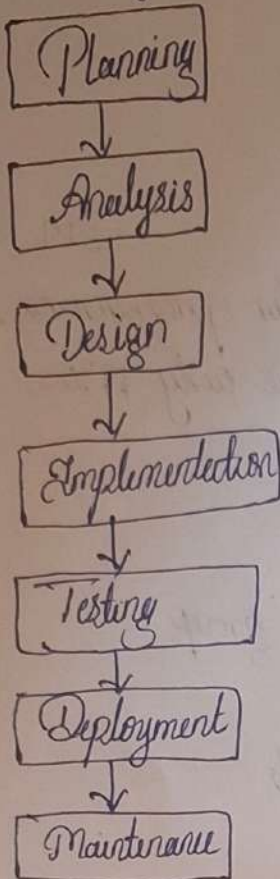 Planning
Analysis
Design
Implementation
Testing
Deployment
Maintenance